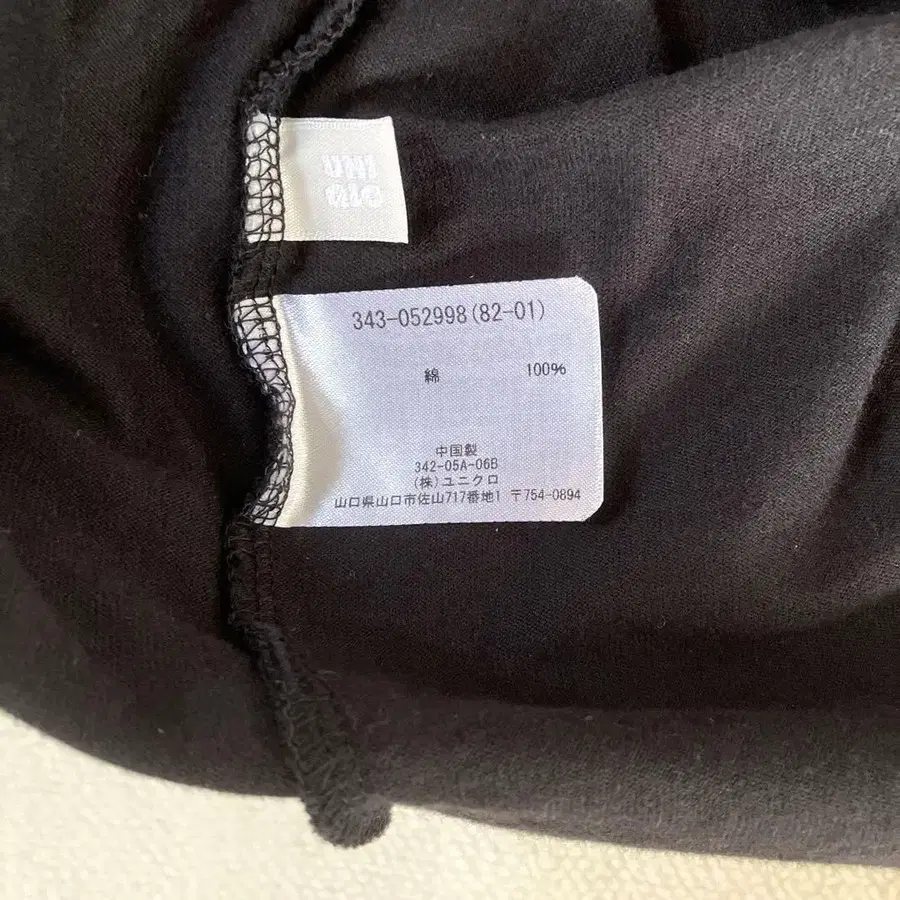 UNI
QLO
343-052998(82-01)
綿 100%
中国製
342-05A-06B
(株)ユニクロ
山口県山口市佐山717番地1 〒754-0894